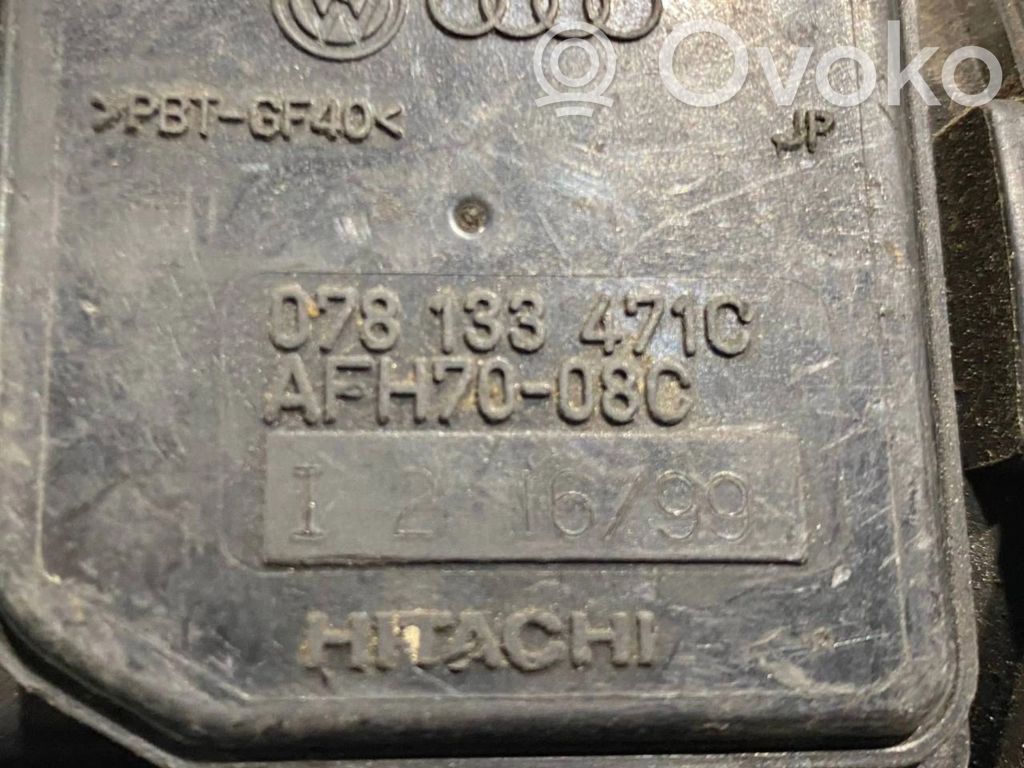 Ovoko
>PBT-GF40<
JP
078 133 471C
AFH70-08C
I 2 16/99
HITACHI